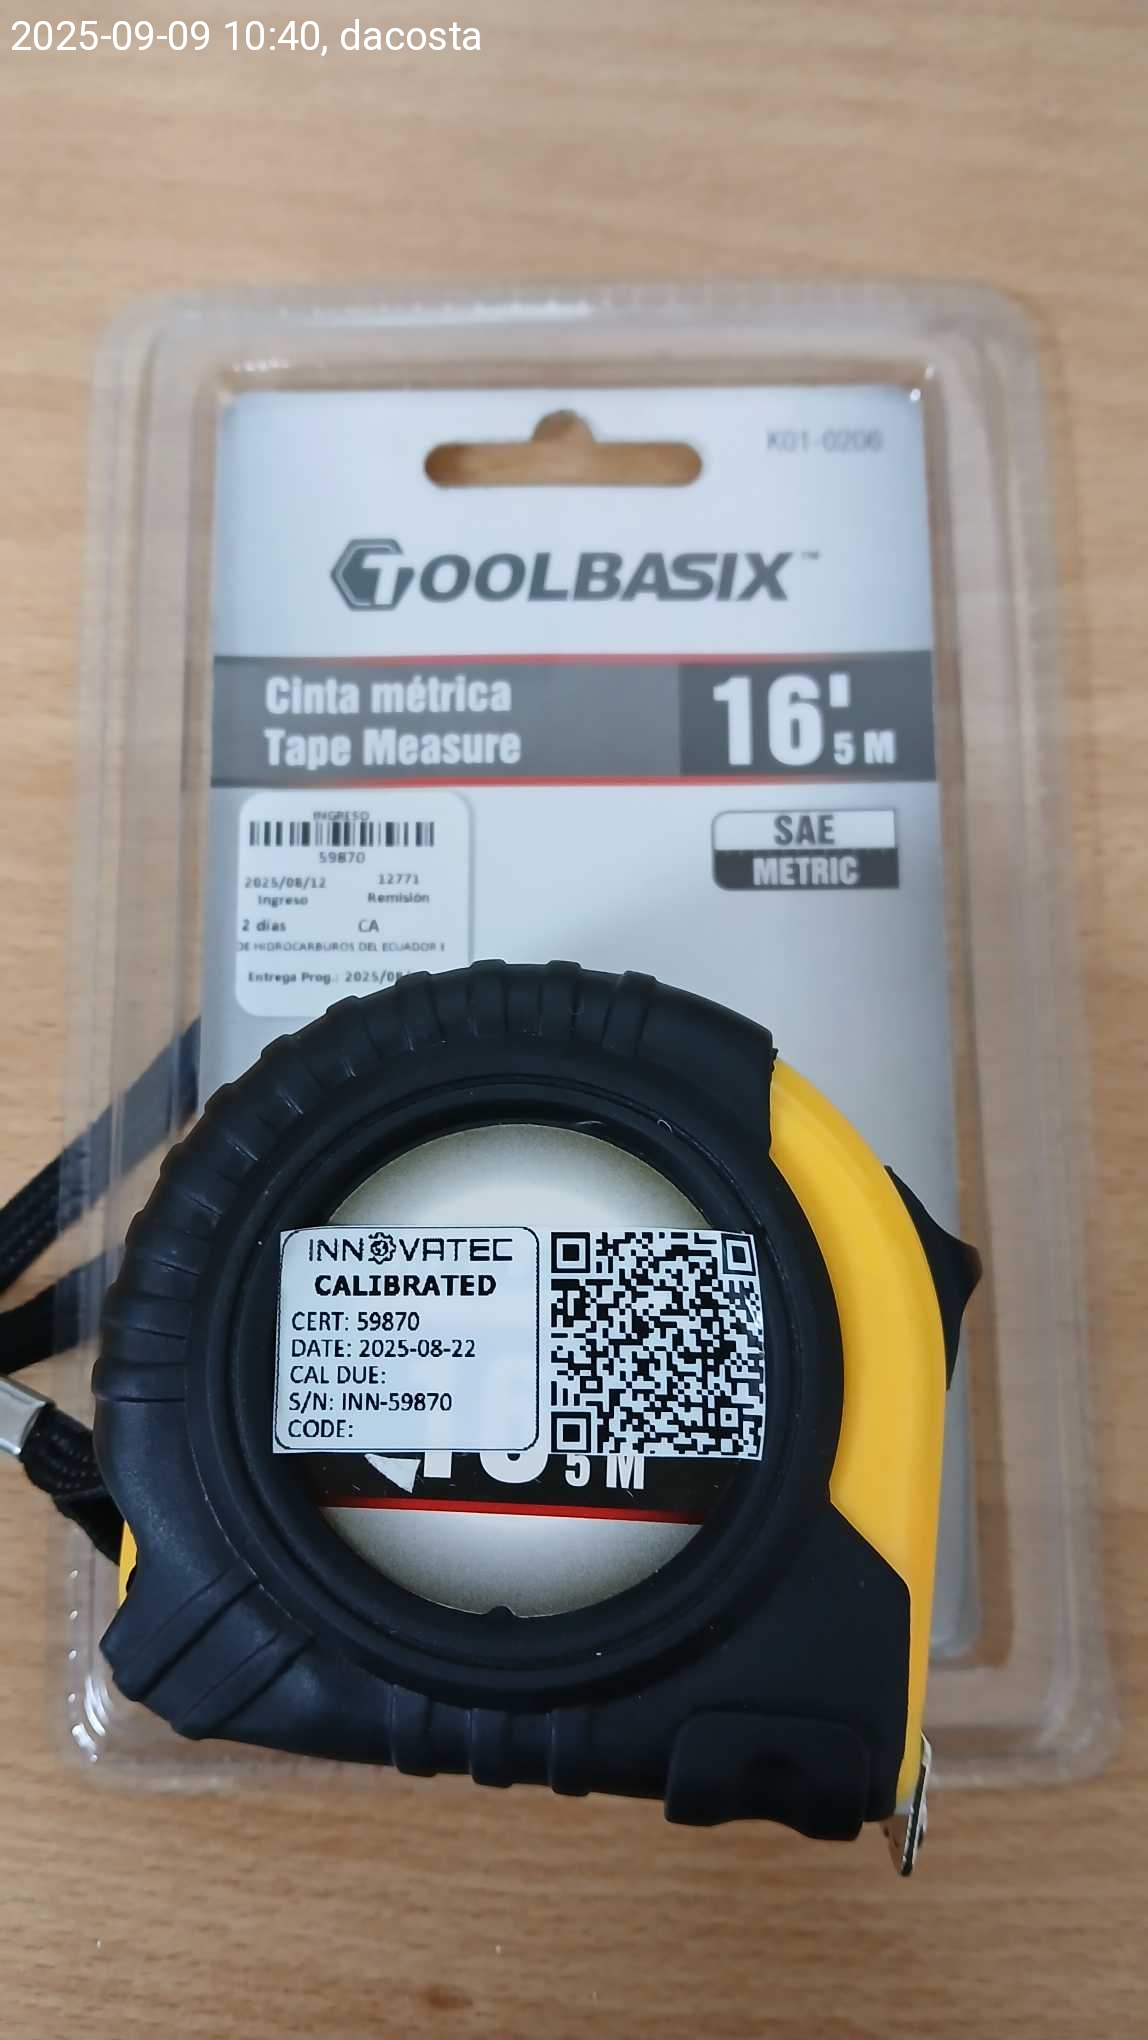 2025-09-09 10:40, dacosta
K01-0206
TOOLBASIX™
Cinta métrica
Tape Measure
16' 5 M
INGRESO
59870
2025/08/12 12771
Ingreso Remisión
2 días CA
DE HIDROCARBUROS DEL ECUADOR E
Entrega Prog.: 2025/08
SAE
METRIC
INNOVATEC
CALIBRATED
CERT: 59870
DATE: 2025-08-22
CAL DUE:
S/N: INN-59870
CODE:
16 5 M